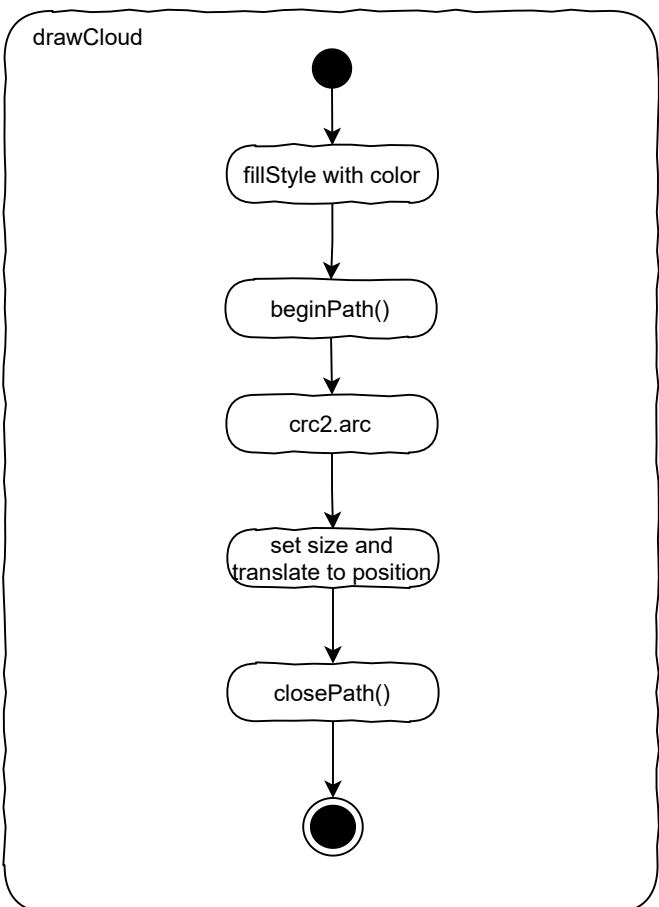 drawCloud
fillStyle with color
beginPath()
crc2.arc
set size and
translate to position
closePath()